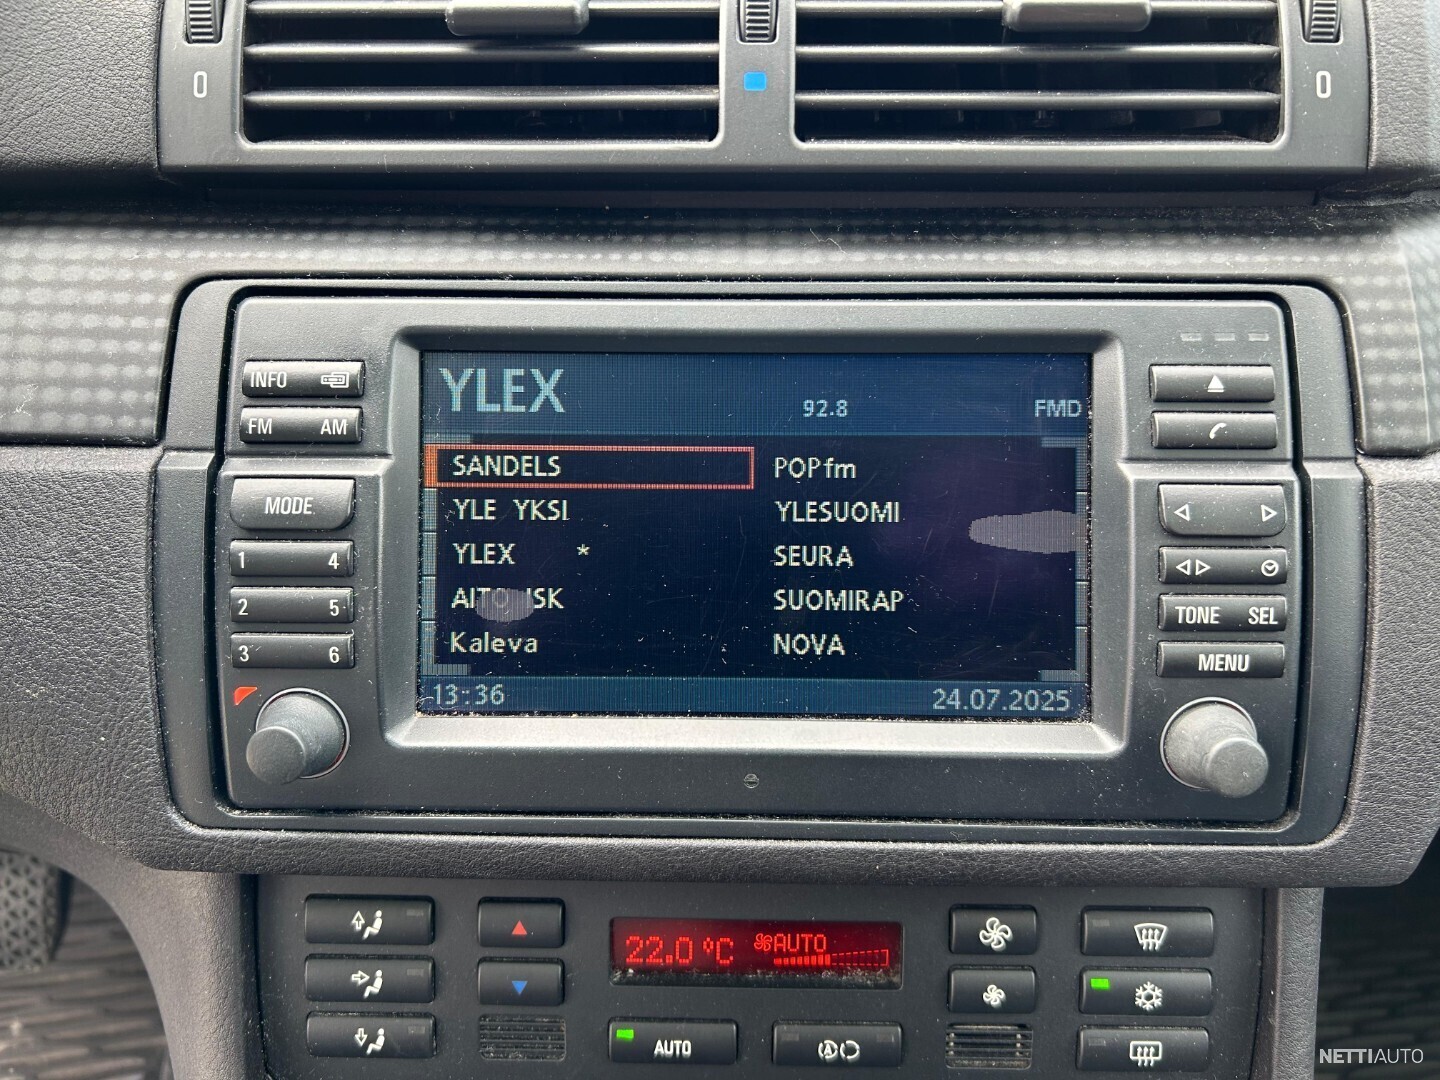 0
0
INFO
FM AM
MODE
1 4
2 5
3 6
YLEX 92.8 FMD
SANDELS POPfm
YLE YKSI YLESUOMI
YLEX * SEURA
SUOMIRAP
Kaleva NOVA
13:36 24.07.2025
TONE SEL
MENU
22.0 °C AUTO
AUTO
NETTIAUTO